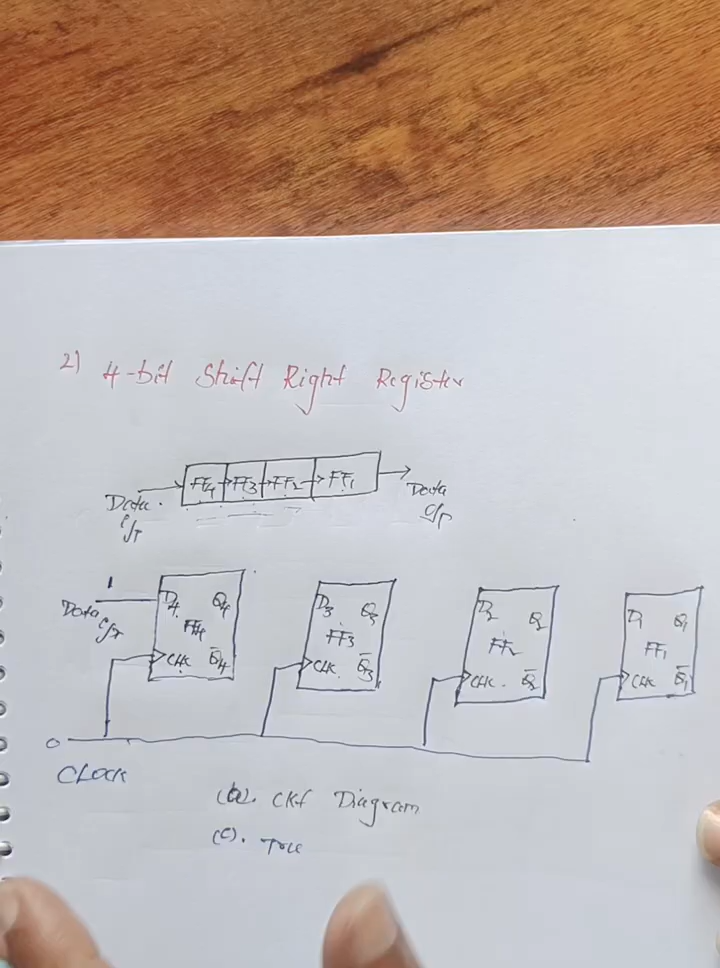 2) 4-bit Shift Right Register
FF4 FF3 FF2 FF1
Data Data
I/P O/P
1
D4 Q4 D3 Q3 D2 Q2 D1 Q1
Data
FF4 FF3 FF2 FF1
I/P
CLK Q̅4 CLK Q̅3 CLK Q̅2 CLK Q̅1
CLOCK
(b). Ckt Diagram
(C). True